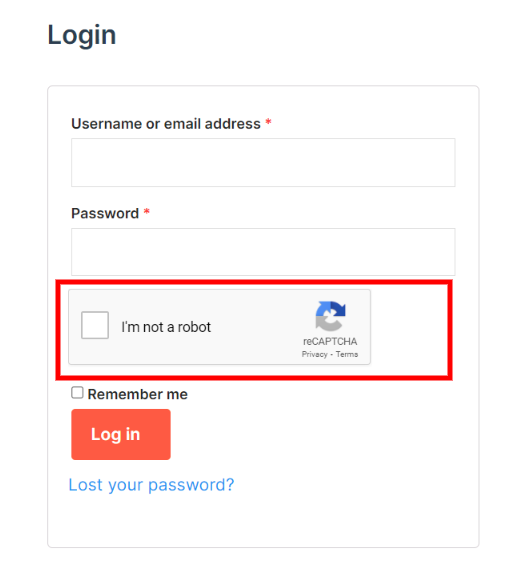 Login
Username or email address *
Password *
I'm not a robot
reCAPTCHA
Privacy - Terms
Remember me
Log in
Lost your password?